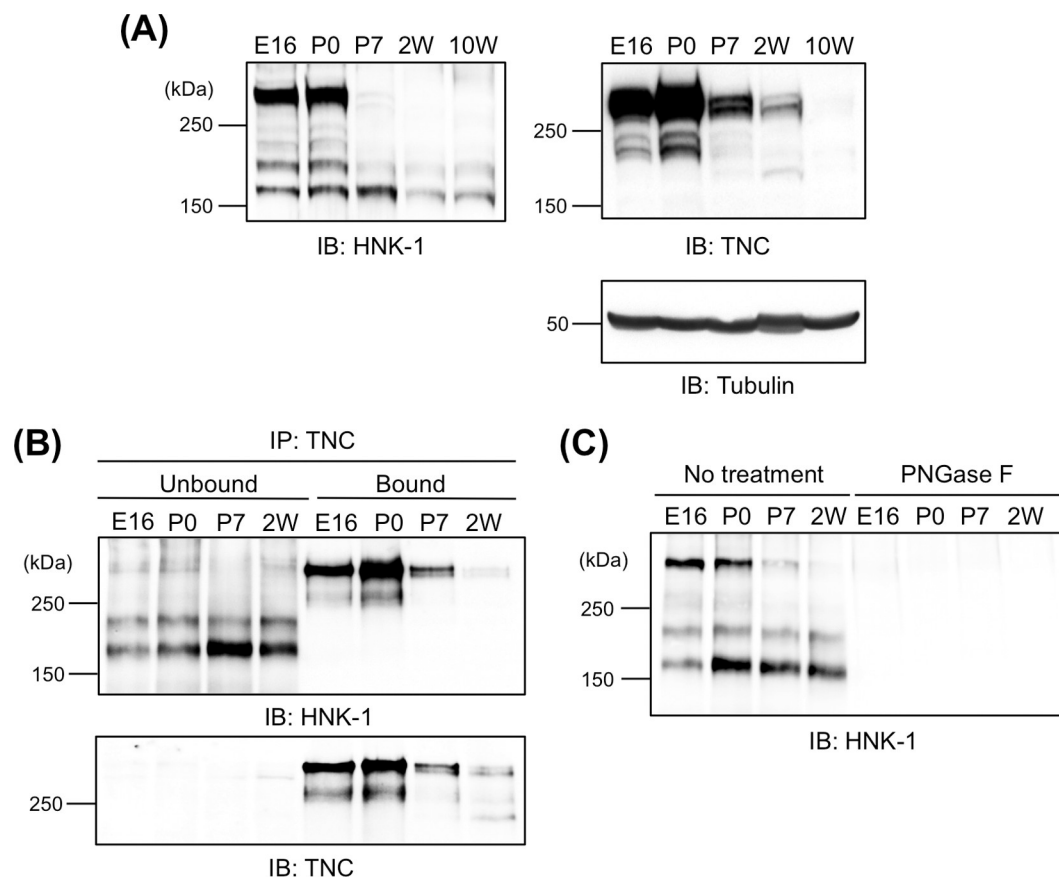 (A)
E16 P0 P7 2W 10W
(kDa)
250
150
IB: HNK-1
E16 P0 P7 2W 10W
250
150
IB: TNC
50
IB: Tubulin
(B)
IP: TNC
Unbound Bound
E16 P0 P7 2W E16 P0 P7 2W
(kDa)
250
150
IB: HNK-1
250
IB: TNC
(C)
No treatment PNGase F
E16 P0 P7 2W E16 P0 P7 2W
(kDa)
250
150
IB: HNK-1